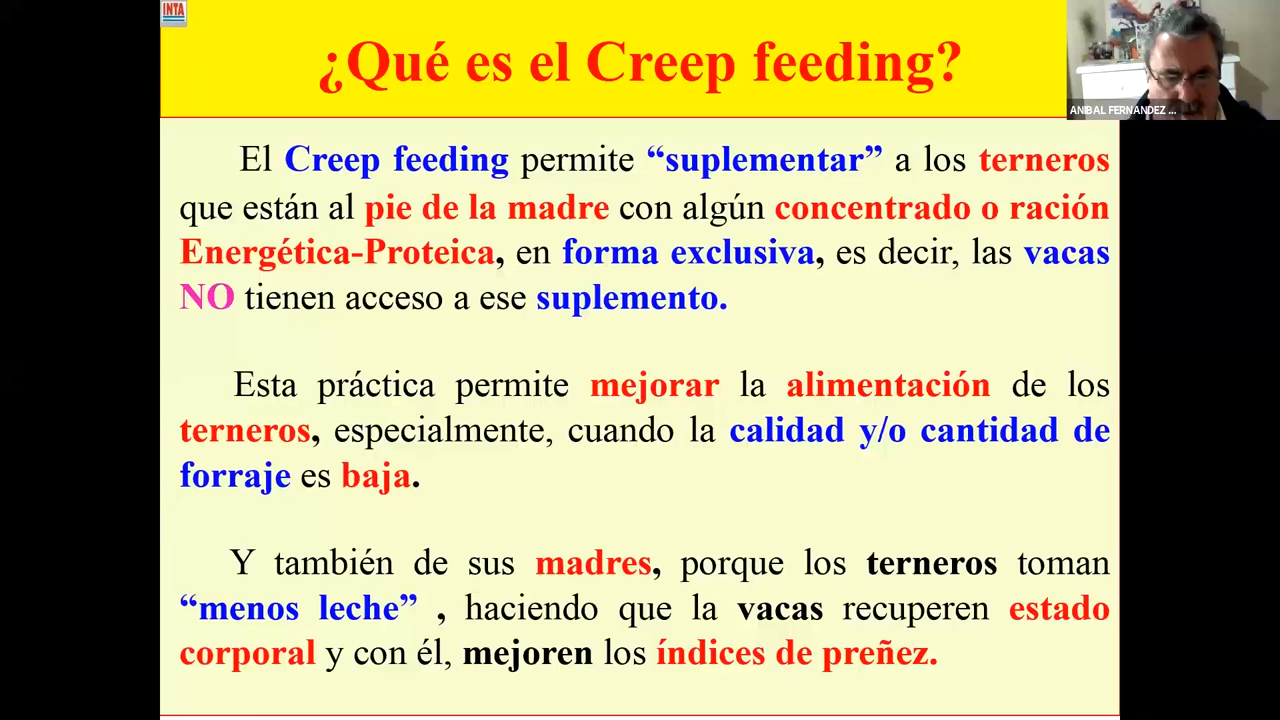 INTA
¿Qué es el Creep feeding?
ANIBAL FERNANDEZ ...
El Creep feeding permite “suplementar” a los terneros
que están al pie de la madre con algún concentrado o ración
Energética-Proteica, en forma exclusiva, es decir, las vacas
NO tienen acceso a ese suplemento.
Esta práctica permite mejorar la alimentación de los
terneros, especialmente, cuando la calidad y/o cantidad de
forraje es baja.
Y también de sus madres, porque los terneros toman
“menos leche” , haciendo que la vacas recuperen estado
corporal y con él, mejoren los índices de preñez.